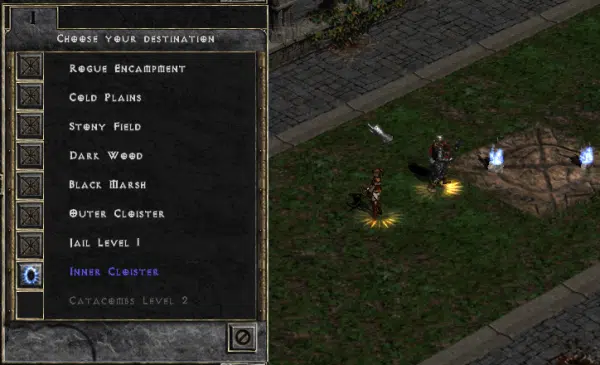 I
Choose your destination
Rogue Encampment
Cold Plains
Stony Field
Dark Wood
Black Marsh
Outer Cloister
Jail Level 1
Inner Cloister
Catacombs Level 2